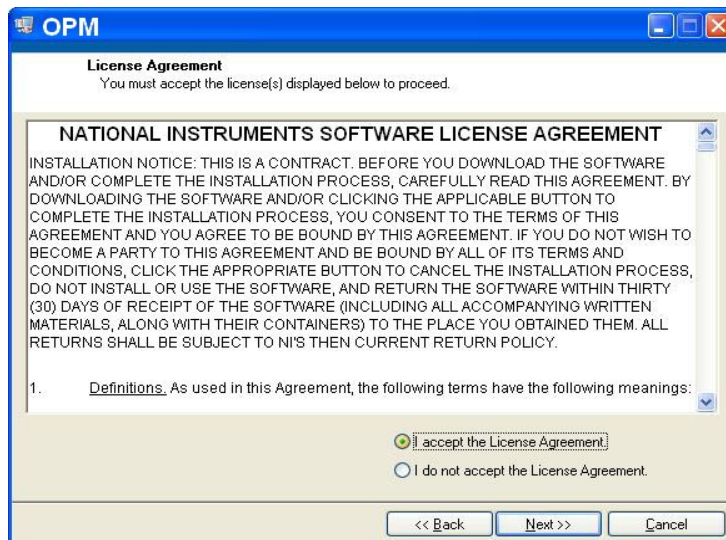 OPM
License Agreement
You must accept the license(s) displayed below to proceed.
NATIONAL INSTRUMENTS SOFTWARE LICENSE AGREEMENT
INSTALLATION NOTICE: THIS IS A CONTRACT. BEFORE YOU DOWNLOAD THE SOFTWARE
AND/OR COMPLETE THE INSTALLATION PROCESS, CAREFULLY READ THIS AGREEMENT. BY
DOWNLOADING THE SOFTWARE AND/OR CLICKING THE APPLICABLE BUTTON TO
COMPLETE THE INSTALLATION PROCESS, YOU CONSENT TO THE TERMS OF THIS
AGREEMENT AND YOU AGREE TO BE BOUND BY THIS AGREEMENT. IF YOU DO NOT WISH TO
BECOME A PARTY TO THIS AGREEMENT AND BE BOUND BY ALL OF ITS TERMS AND
CONDITIONS, CLICK THE APPROPRIATE BUTTON TO CANCEL THE INSTALLATION PROCESS,
DO NOT INSTALL OR USE THE SOFTWARE, AND RETURN THE SOFTWARE WITHIN THIRTY
(30) DAYS OF RECEIPT OF THE SOFTWARE (INCLUDING ALL ACCOMPANYING WRITTEN
MATERIALS, ALONG WITH THEIR CONTAINERS) TO THE PLACE YOU OBTAINED THEM. ALL
RETURNS SHALL BE SUBJECT TO NI'S THEN CURRENT RETURN POLICY.
1. Definitions. As used in this Agreement, the following terms have the following meanings:
I accept the License Agreement.
I do not accept the License Agreement.
<< Back Next >> Cancel